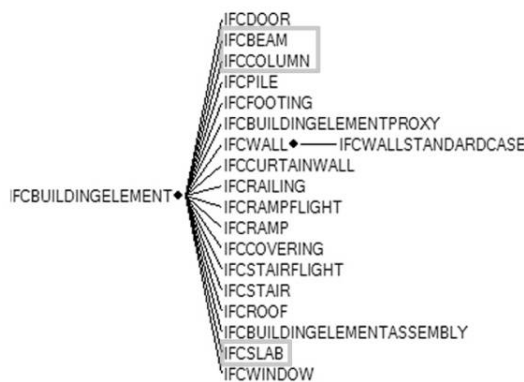 IFCDOOR
IFCBEAM
IFCCOLUMN
IFCPILE
IFCFOOTING
IFCBUILDINGELEMENTPROXY
IFCWALL IFCWALLSTANDARDCASE
IFCCURTAINWALL
IFCRAILING
IFCBUILDINGELEMENT
IFCRAMPFLIGHT
IFCRAMP
IFCCOVERING
IFCSTAIRFLIGHT
IFCSTAIR
IFCROOF
IFCBUILDINGELEMENTASSEMBLY
IFCSLAB
IFCWINDOW